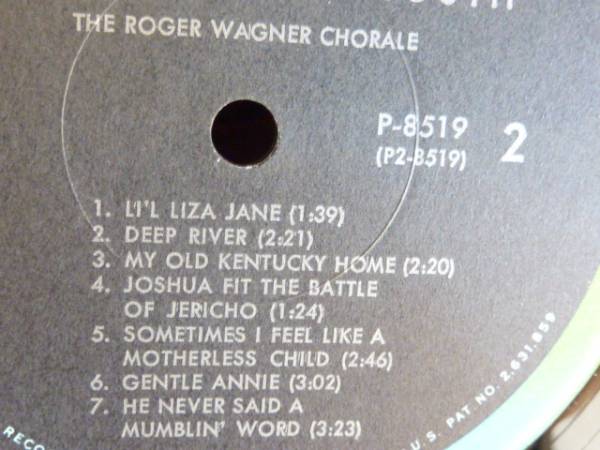 THE ROGER WAGNER CHORALE
P-8519
(P2-8519)
2
1. LI'L LIZA JANE (1:39)
2. DEEP RIVER (2:21)
3. MY OLD KENTUCKY HOME (2:20)
4. JOSHUA FIT THE BATTLE
OF JERICHO (1:24)
5. SOMETIMES I FEEL LIKE A
MOTHERLESS CHILD (2:46)
6. GENTLE ANNIE (3:02)
7. HE NEVER SAID A
MUMBLIN' WORD (3:23)
U.S. PAT NO. 2,631,859